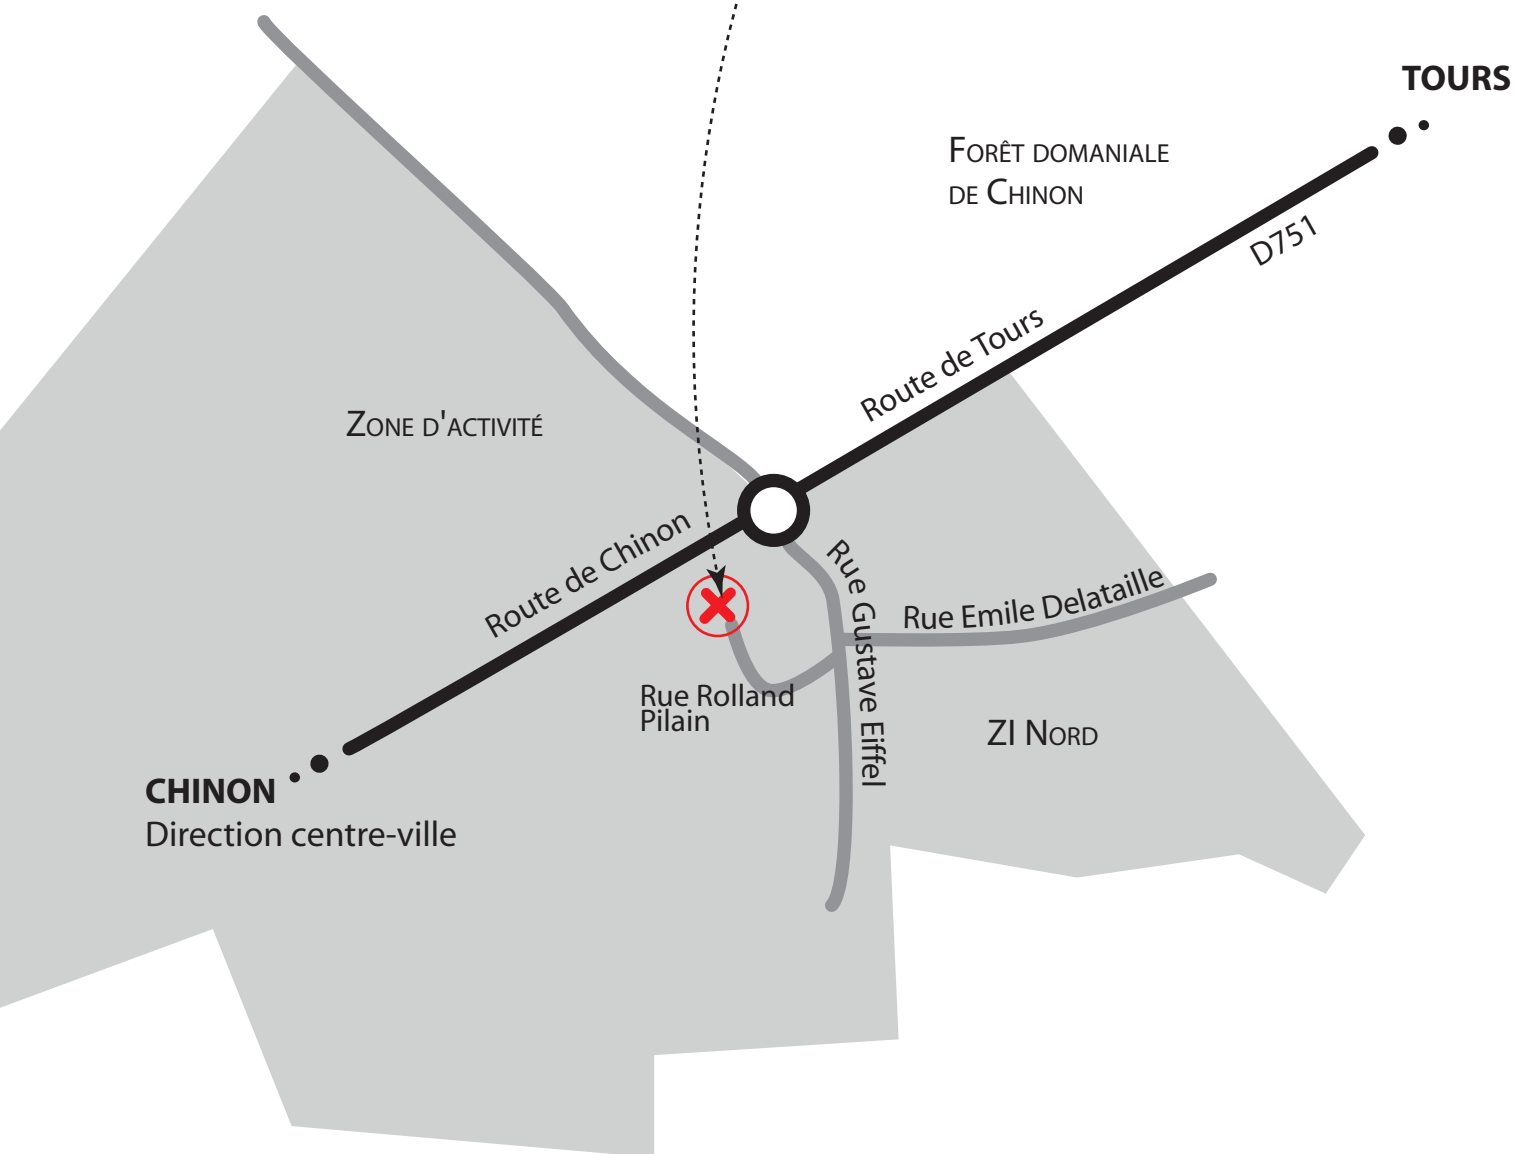 TOURS
FORÊT DOMANIALE
DE CHINON
D751
Route de Tours
ZONE D'ACTIVITÉ
Route de Chinon
Rue Gustave Eiffel
Rue Emile Delataille
Rue Rolland
Pilain
ZI NORD
CHINON
Direction centre-ville